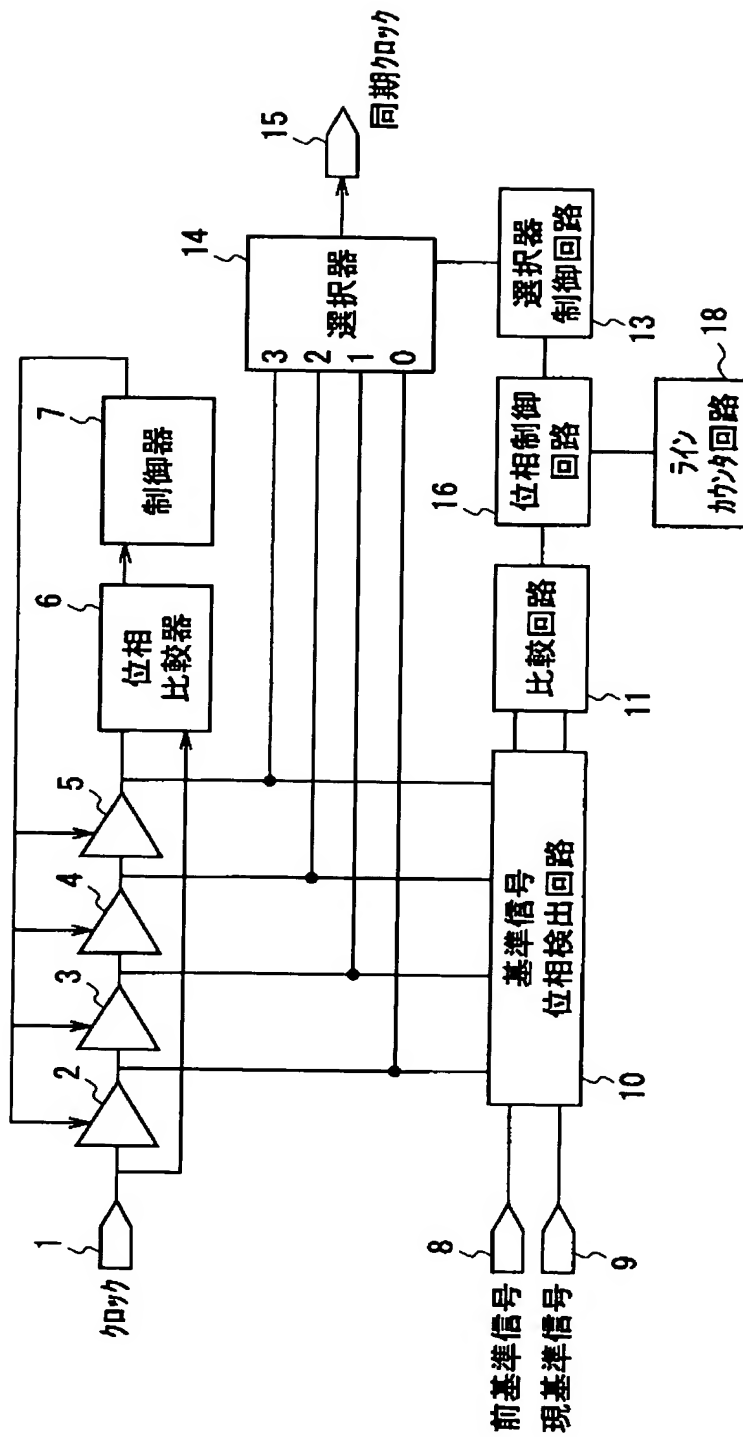 1
クロック
2
3
4
5
6
位相
比較器
7
制御器
14
選択器
3
2
1
0
15
同期クロック
8
前基準信号
現基準信号
9
基準信号
位相検出回路
10
比較回路
11
16
位相制御
回路
選択器
制御回路
13
18
ライン
カウンタ回路